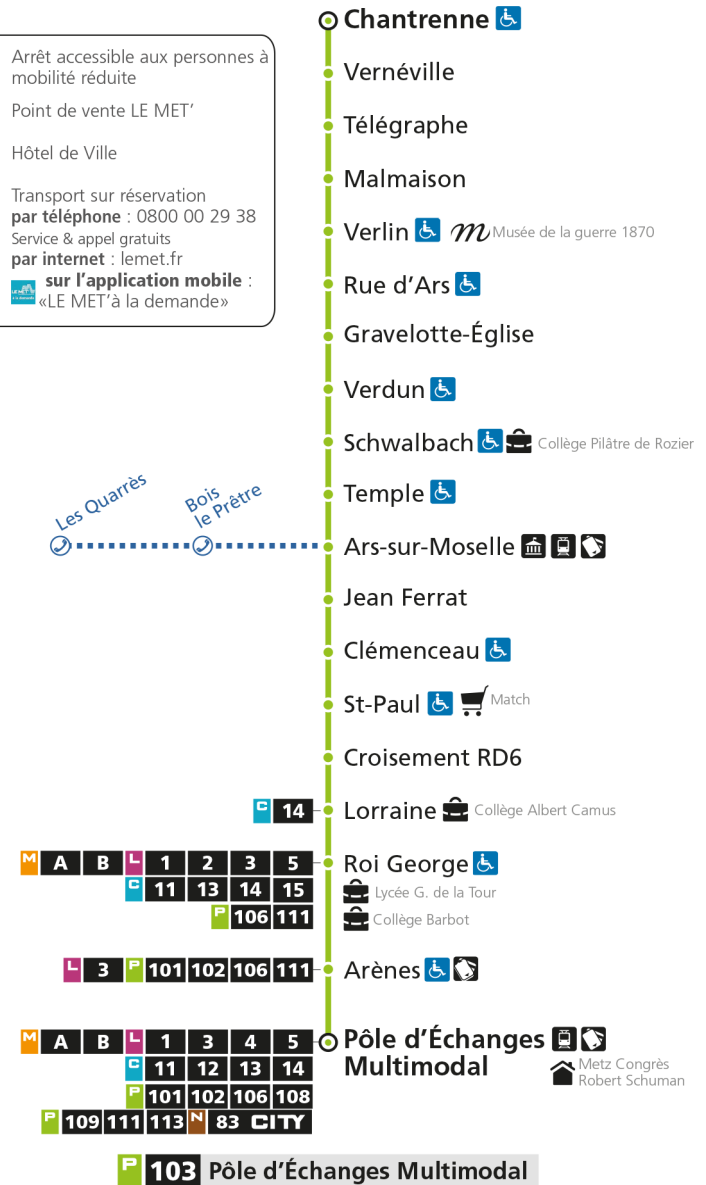 Chantrenne
Arrêt accessible aux personnes à
mobilité réduite
Point de vente LE MET'
Hôtel de Ville
Transport sur réservation
par téléphone : 0800 00 29 38
Service & appel gratuits
par internet : lemet.fr
sur l'application mobile :
«LE MET'à la demande»
Vernéville
Télégraphe
Malmaison
Verlin m Musée de la guerre 1870
Rue d'Ars
Gravelotte-Église
Verdun
Schwalbach Collège Pilâtre de Rozier
Temple
Les Quarrès
Bois
le Prêtre
Ars-sur-Moselle
Jean Ferrat
Clémenceau
St-Paul Match
Croisement RD6
C 14 Lorraine Collège Albert Camus
M A B L 1 2 3 5 Roi George
C 11 13 14 15 Lycée G. de la Tour
P 106 111 Collège Barbot
L 3 P 101 102 106 111 Arènes
M A B L 1 3 4 5 Pôle d'Échanges
C 11 12 13 14 Multimodal Metz Congrès
P 101 102 106 108 Robert Schuman
P 109 111 113 N 83 CITY
P 103 Pôle d'Échanges Multimodal